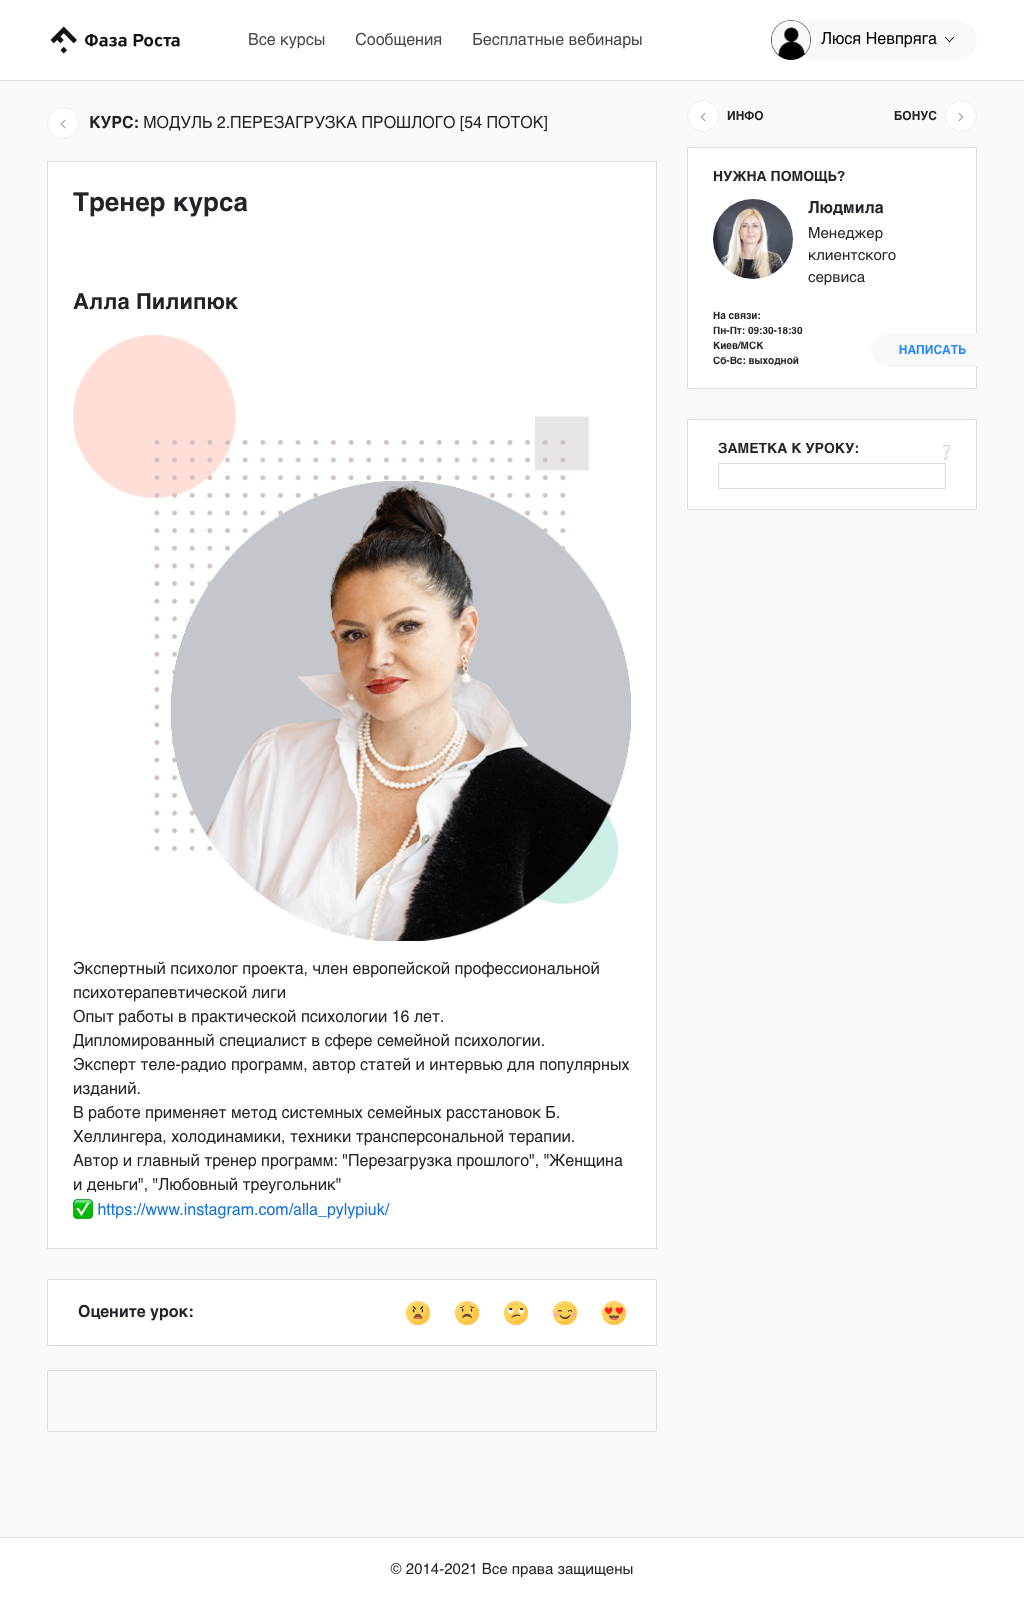 Фаза Роста
Все курсы
Сообщения
Бесплатные вебинары
Люся Невпряга
КУРС: МОДУЛЬ 2.ПЕРЕЗАГРУЗКА ПРОШЛОГО [54 ПОТОК]
ИНФО
БОНУС
Тренер курса
Алла Пилипюк
Экспертный психолог проекта, член европейской профессиональной
психотерапевтической лиги
Опыт работы в практической психологии 16 лет.
Дипломированный специалист в сфере семейной психологии.
Эксперт теле-радио программ, автор статей и интервью для популярных
изданий.
В работе применяет метод системных семейных расстановок Б.
Хеллингера, холодинамики, техники трансперсональной терапии.
Автор и главный тренер программ: "Перезагрузка прошлого", "Женщина
и деньги", "Любовный треугольник"
✅ https://www.instagram.com/alla_pylypiuk/
Оцените урок:
НУЖНА ПОМОЩЬ?
Людмила
Менеджер
клиентского
сервиса
На связи:
Пн-Пт: 09:30-18:30
Киев/МСК
Сб-Вс: выходной
НАПИСАТЬ
ЗАМЕТКА К УРОКУ:
?
© 2014-2021 Все права защищены